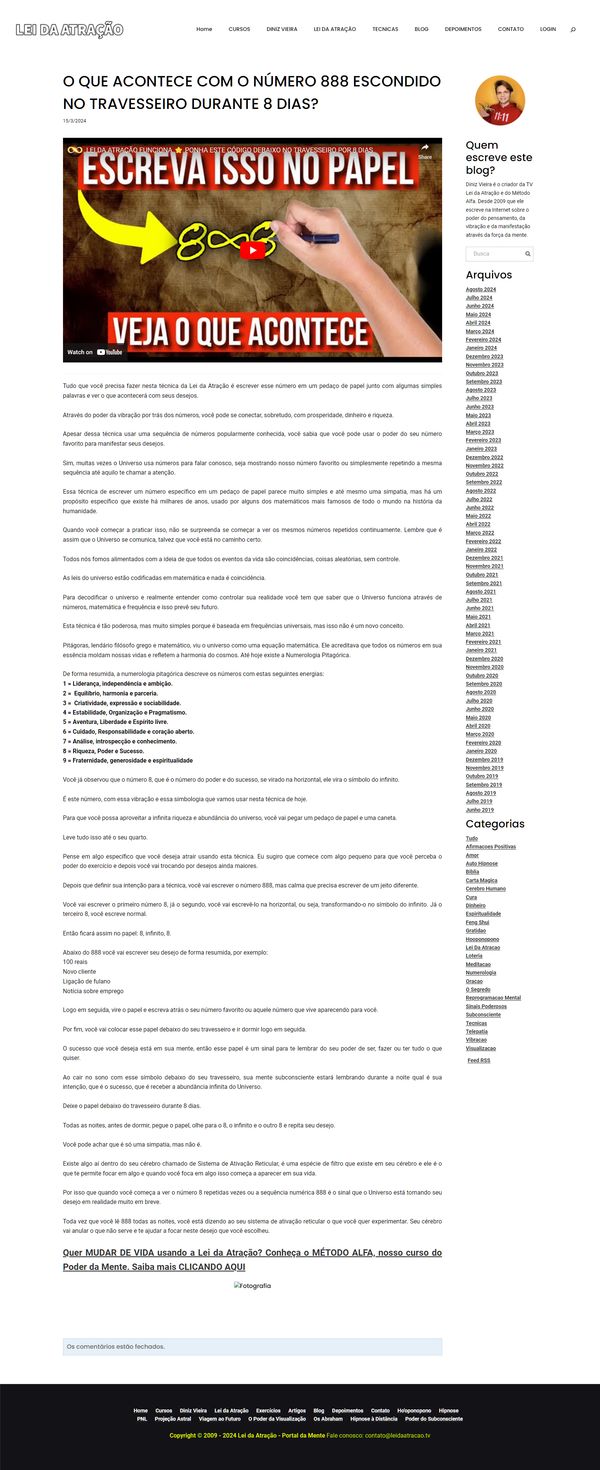 LEI DA ATRAÇÃO
Home CURSOS DINIZ VIEIRA LEI DA ATRAÇÃO TECNICAS BLOG DEPOIMENTOS CONTATO LOGIN
O QUE ACONTECE COM O NÚMERO 888 ESCONDIDO
NO TRAVESSEIRO DURANTE 8 DIAS?
15/3/2024
LEI DA ATRAÇÃO FUNCIONA ⭐ PONHA ESTE CÓDIGO DEBAIXO DO TRAVESSEIRO POR 8 DIAS
Share
ESCREVA ISSO NO PAPEL
8∞8
VEJA O QUE ACONTECE
Watch on YouTube
Tudo que você precisa fazer nesta técnica da Lei da Atração é escrever esse número em um pedaço de papel junto com algumas simples
palavras e ver o que acontecerá com seus desejos.
Através do poder da vibração por trás dos números, você pode se conectar, sobretudo, com prosperidade, dinheiro e riqueza.
Apesar dessa técnica usar uma sequência de números popularmente conhecida, você sabia que você pode usar o poder do seu número
favorito para manifestar seus desejos.
Sim, muitas vezes o Universo usa números para falar conosco, seja mostrando nosso número favorito ou simplesmente repetindo a mesma
sequência até aquilo te chamar a atenção.
Essa técnica de escrever um número específico em um pedaço de papel parece muito simples e até mesmo uma simpatia, mas há um
propósito específico que existe há milhares de anos, usado por alguns dos matemáticos mais famosos de todo o mundo na história da
humanidade.
Quando você começar a praticar isso, não se surpreenda se começar a ver os mesmos números repetidos continuamente. Lembre que é
assim que o Universo se comunica, talvez que você está no caminho certo.
Todos nós fomos alimentados com a ideia de que todos os eventos da vida são coincidências, coisas aleatórias, sem controle.
As leis do universo estão codificadas em matemática e nada é coincidência.
Para decodificar o universo e realmente entender como controlar sua realidade você tem que saber que o Universo funciona através de
números, matemática e frequência e isso prevê seu futuro.
Esta técnica é tão poderosa, mas muito simples porque é baseada em frequências universais, mas isso não é um novo conceito.
Pitágoras, lendário filósofo grego e matemático, viu o universo como uma equação matemática. Ele acreditava que todos os números em sua
essência moldam nossas vidas e refletem a harmonia do cosmos. Até hoje existe a Numerologia Pitagórica.
De forma resumida, a numerologia pitagórica descreve os números com estas seguintes energias:
1 = Liderança, independência e ambição.
2 = Equilíbrio, harmonia e parceria.
3 = Criatividade, expressão e sociabilidade.
4 = Estabilidade, Organização e Pragmatismo.
5 = Aventura, Liberdade e Espírito livre.
6 = Cuidado, Responsabilidade e coração aberto.
7 = Análise, introspecção e conhecimento.
8 = Riqueza, Poder e Sucesso.
9 = Fraternidade, generosidade e espiritualidade
Você já observou que o número 8, que é o número do poder e do sucesso, se virado na horizontal, ele vira o símbolo do infinito.
É este número, com essa vibração e essa simbologia que vamos usar nesta técnica de hoje.
Para que você possa aproveitar a infinita riqueza e abundância do universo, você vai pegar um pedaço de papel e uma caneta.
Leve tudo isso até o seu quarto.
Pense em algo específico que você deseja atrair usando esta técnica. Eu sugiro que comece com algo pequeno para que você perceba o
poder do exercício e depois você vai trocando por desejos ainda maiores.
Depois que definir sua intenção para a técnica, você vai escrever o número 888, mas calma que precisa escrever de um jeito diferente.
Você vai escrever o primeiro número 8, já o segundo, você vai escrevê-lo na horizontal, ou seja, transformando-o no símbolo do infinito. Já o
terceiro 8, você escreve normal.
Então ficará assim no papel: 8, infinito, 8.
Abaixo do 888 você vai escrever seu desejo de forma resumida, por exemplo:
100 reais
Novo cliente
Ligação de fulano
Notícia sobre emprego
Logo em seguida, vire o papel e escreva atrás o seu número favorito ou aquele número que vive aparecendo para você.
Por fim, você vai colocar esse papel debaixo do seu travesseiro e ir dormir logo em seguida.
O sucesso que você deseja está em sua mente, então esse papel é um sinal para te lembrar do seu poder de ser, fazer ou ter tudo o que
quiser.
Ao cair no sono com esse símbolo debaixo do seu travesseiro, sua mente subconsciente estará lembrando durante a noite qual é sua
intenção, que é o sucesso, que é receber a abundância infinita do Universo.
Deixe o papel debaixo do travesseiro durante 8 dias.
Todas as noites, antes de dormir, pegue o papel, olhe para o 8, o infinito e o outro 8 e repita seu desejo.
Você pode achar que é só uma simpatia, mas não é.
Existe algo aí dentro do seu cérebro chamado de Sistema de Ativação Reticular, é uma espécie de filtro que existe em seu cérebro e ele é o
que te permite focar em algo e quando você foca em algo isso começa a aparecer em sua vida.
Por isso que quando você começa a ver o número 8 repetidas vezes ou a sequência numérica 888 é o sinal que o Universo está tornando seu
desejo em realidade muito em breve.
Toda vez que você lê 888 todas as noites, você está dizendo ao seu sistema de ativação reticular o que você quer experimentar. Seu cérebro
vai anular o que não serve e te ajudar a focar neste desejo que você escolheu.
Quer MUDAR DE VIDA usando a Lei da Atração? Conheça o MÉTODO ALFA, nosso curso do
Poder da Mente. Saiba mais CLICANDO AQUI
Fotografia
Os comentários estão fechados.
11:11
Quem
escreve este
blog?
Diniz Vieira é o criador da TV
Lei da Atração e do Método
Alfa. Desde 2009 que ele
escreve na Internet sobre o
poder do pensamento, da
vibração e da manifestação
através da força da mente.
Busca
Arquivos
Agosto 2024
Julho 2024
Junho 2024
Maio 2024
Abril 2024
Março 2024
Fevereiro 2024
Janeiro 2024
Dezembro 2023
Novembro 2023
Outubro 2023
Setembro 2023
Agosto 2023
Julho 2023
Junho 2023
Maio 2023
Abril 2023
Março 2023
Fevereiro 2023
Janeiro 2023
Dezembro 2022
Novembro 2022
Outubro 2022
Setembro 2022
Agosto 2022
Julho 2022
Junho 2022
Maio 2022
Abril 2022
Março 2022
Fevereiro 2022
Janeiro 2022
Dezembro 2021
Novembro 2021
Outubro 2021
Setembro 2021
Agosto 2021
Julho 2021
Junho 2021
Maio 2021
Abril 2021
Março 2021
Fevereiro 2021
Janeiro 2021
Dezembro 2020
Novembro 2020
Outubro 2020
Setembro 2020
Agosto 2020
Julho 2020
Junho 2020
Maio 2020
Abril 2020
Março 2020
Fevereiro 2020
Janeiro 2020
Dezembro 2019
Novembro 2019
Outubro 2019
Setembro 2019
Agosto 2019
Julho 2019
Junho 2019
Categorias
Tudo
Afirmacoes Positivas
Amor
Auto Hipnose
Biblia
Carta Magica
Cerebro Humano
Cura
Dinheiro
Espiritualidade
Feng Shui
Gratidao
Hooponopono
Lei Da Atracao
Loteria
Meditacao
Numerologia
Oracao
O Segredo
Reprogramacao Mental
Sinais Poderosos
Subconsciente
Tecnicas
Telepatia
Vibracao
Visualizacao
Feed RSS
Home Cursos Diniz Vieira Lei da Atração Exercícios Artigos Blog Depoimentos Contato Ho'oponopono Hipnose
PNL Projeção Astral Viagem ao Futuro O Poder da Visualização Os Abraham Hipnose à Distância Poder do Subconsciente
Copyright © 2009 - 2024 Lei da Atração - Portal da Mente Fale conosco: contato@leidaatracao.tv